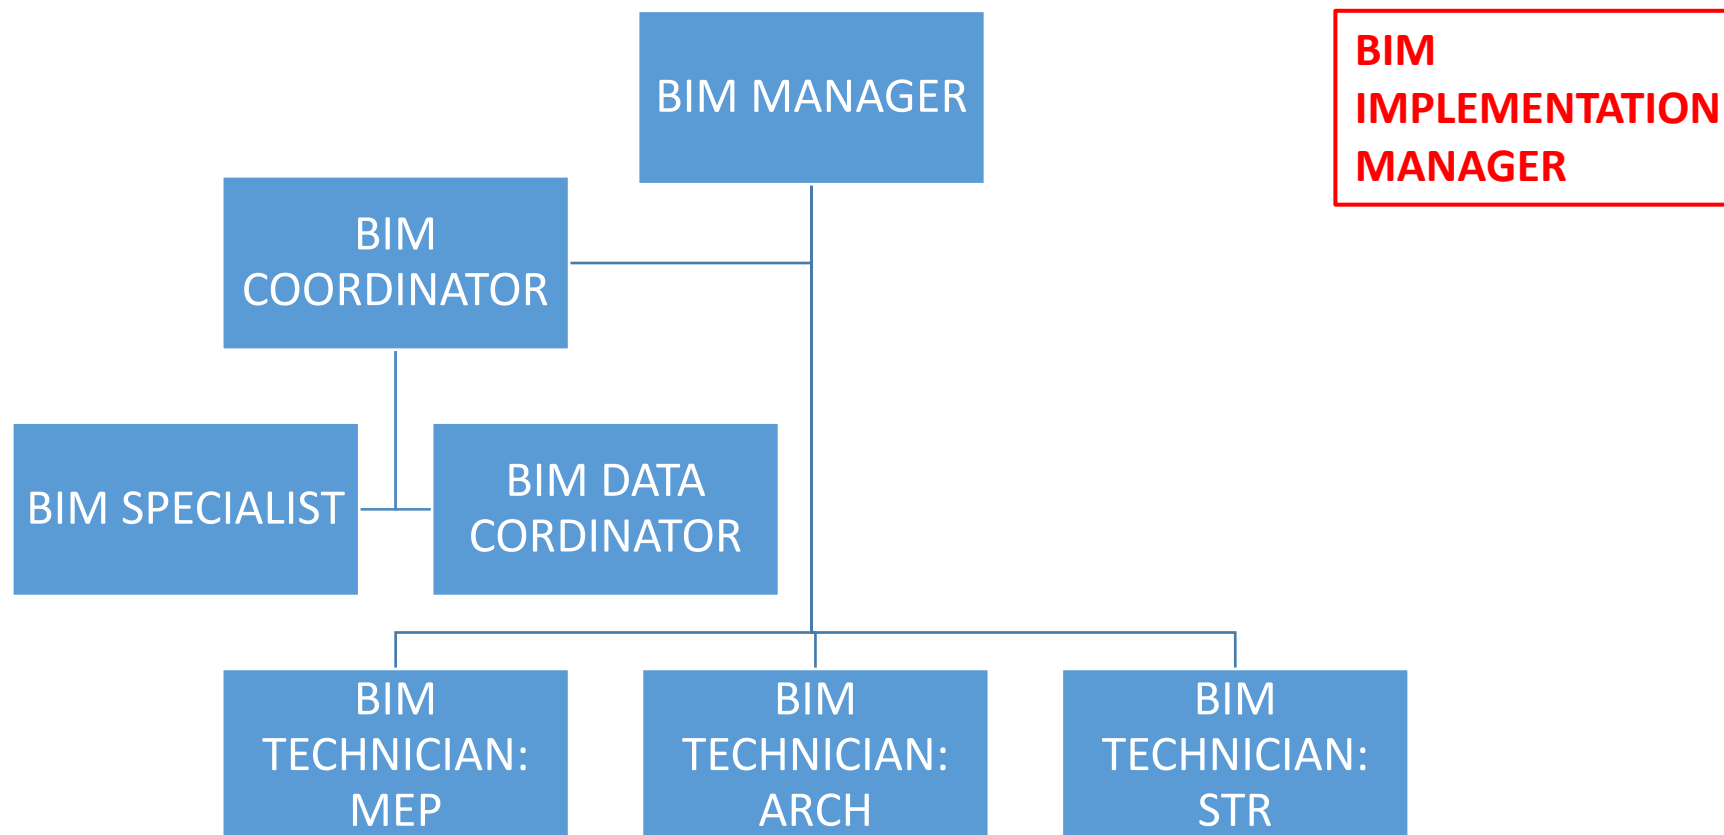 BIM MANAGER
BIM
IMPLEMENTATION
MANAGER
BIM
COORDINATOR
BIM SPECIALIST
BIM DATA
CORDINATOR
BIM
TECHNICIAN:
MEP
BIM
TECHNICIAN:
ARCH
BIM
TECHNICIAN:
STR